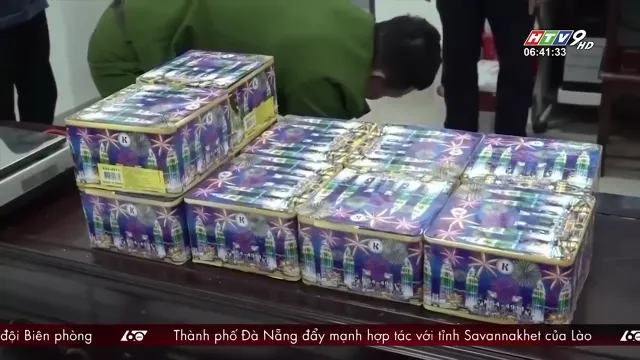 HTV9 HD
06:41:33
K
K
K
K
đội Biên phòng 60 Thành phố Đà Nẵng đẩy mạnh hợp tác với tỉnh Savannakhet của Lào